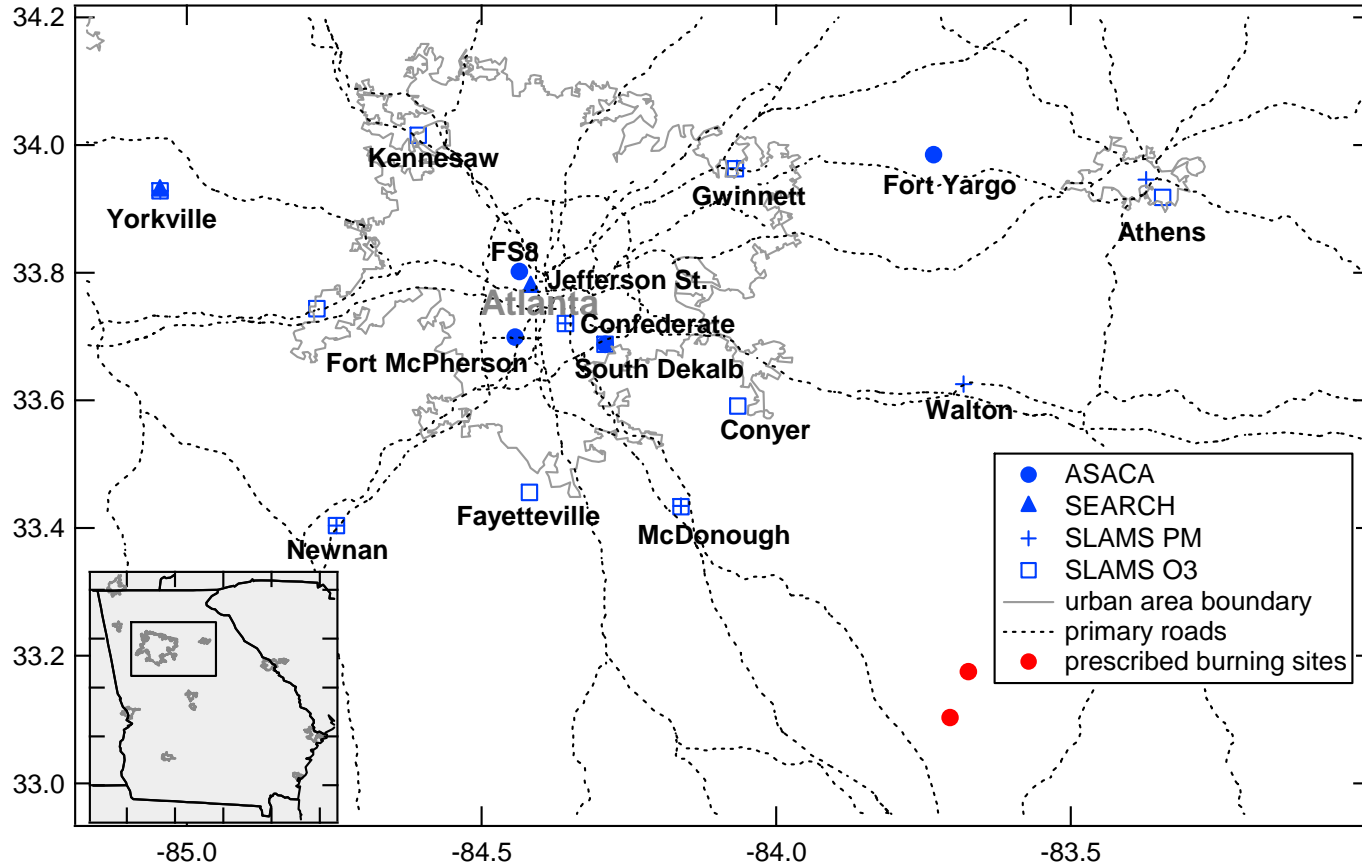 34.2
34.0
33.8
33.6
33.4
33.2
33.0
-85.0
-84.5
-84.0
-83.5
Kennesaw
Yorkville
Gwinnett
Fort Yargo
Athens
FS8
Jefferson St.
Atlanta
Confederate
Fort McPherson
South Dekalb
Walton
Conyer
Fayetteville
McDonough
Newnan
ASACA
SEARCH
SLAMS PM
SLAMS O3
urban area boundary
primary roads
prescribed burning sites